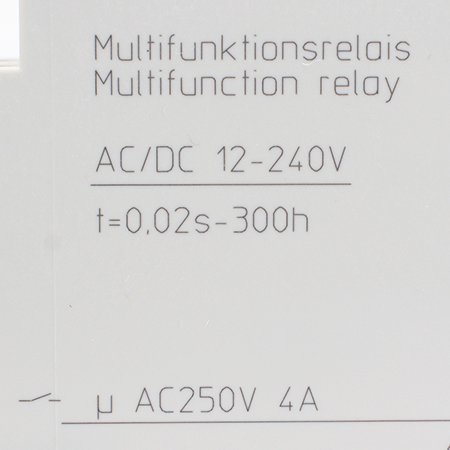 Multifunktionsrelais
Multifunction relay
AC/DC 12-240V
t=0,02s-300h
µ AC250V 4A